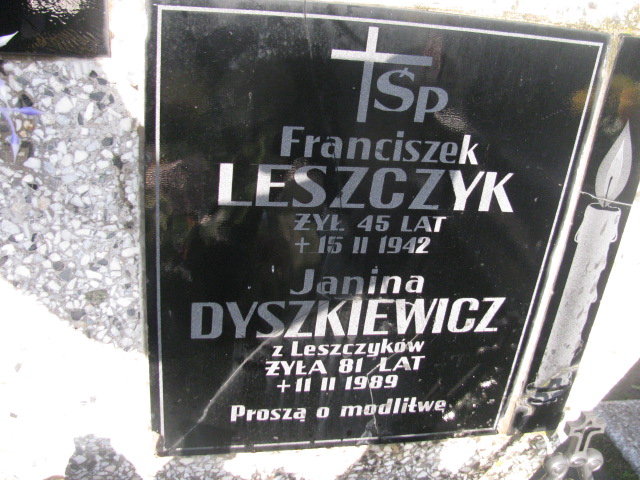 Śp
Franciszek
LESZCZYK
ŻYŁ 45 LAT
+ 15 II 1942
Janina
DYSZKIEWICZ
z Leszczyków
ŻYŁA 81 LAT
+ 11 II 1989
Proszą o modlitwę